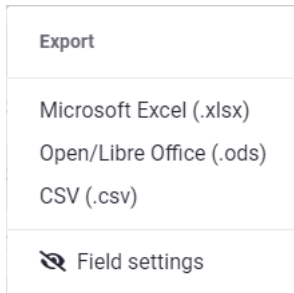 Export
Microsoft Excel (.xlsx)
Open/Libre Office (.ods)
CSV (.csv)
Field settings